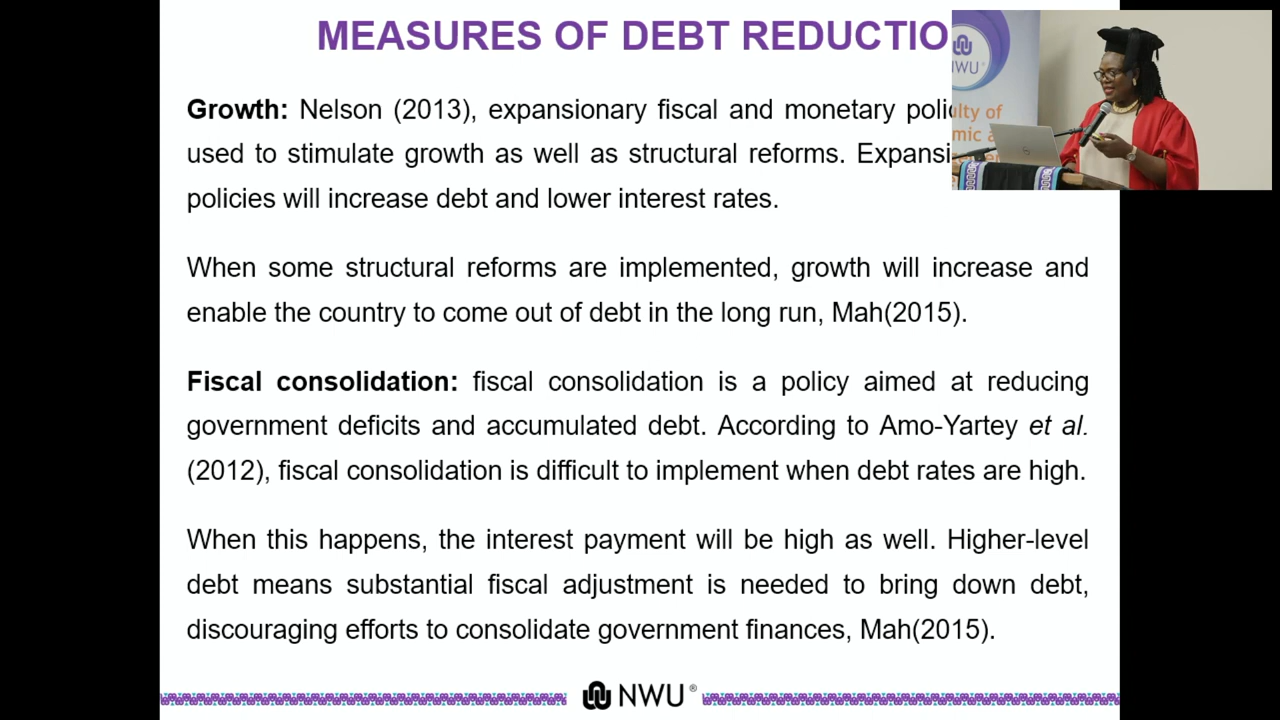 MEASURES OF DEBT REDUCTIO
Growth: Nelson (2013), expansionary fiscal and monetary polic
used to stimulate growth as well as structural reforms. Expansi
policies will increase debt and lower interest rates.
When some structural reforms are implemented, growth will increase and
enable the country to come out of debt in the long run, Mah(2015).
Fiscal consolidation: fiscal consolidation is a policy aimed at reducing
government deficits and accumulated debt. According to Amo-Yartey et al.
(2012), fiscal consolidation is difficult to implement when debt rates are high.
When this happens, the interest payment will be high as well. Higher-level
debt means substantial fiscal adjustment is needed to bring down debt,
discouraging efforts to consolidate government finances, Mah(2015).
NWU®
NWU®
ulty of
mic a